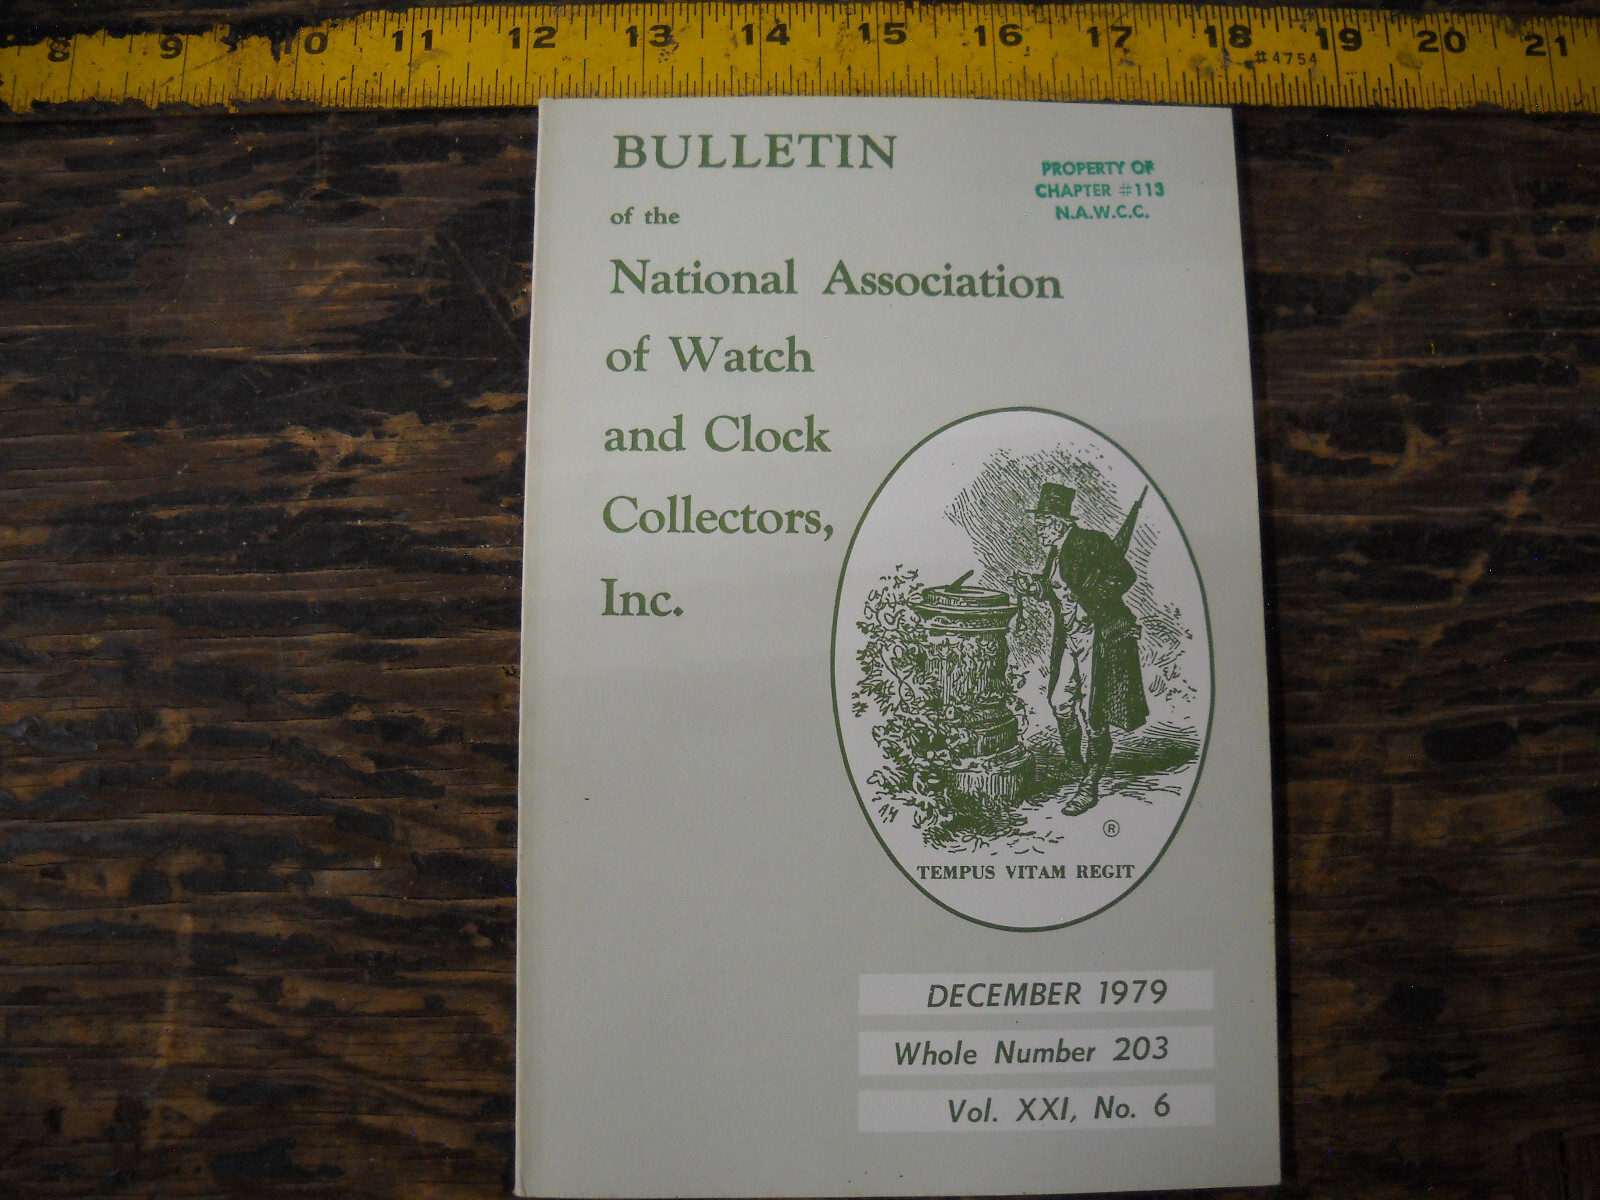 8 9 10 11 12 13 14 15 16 17 18 19 20 21
#4754
BULLETIN
of the
National Association
of Watch
and Clock
Collectors,
Inc.
PROPERTY OF
CHAPTER #113
N.A.W.C.C.
A.H
®
TEMPUS VITAM REGIT
DECEMBER 1979
Whole Number 203
Vol. XXI, No. 6